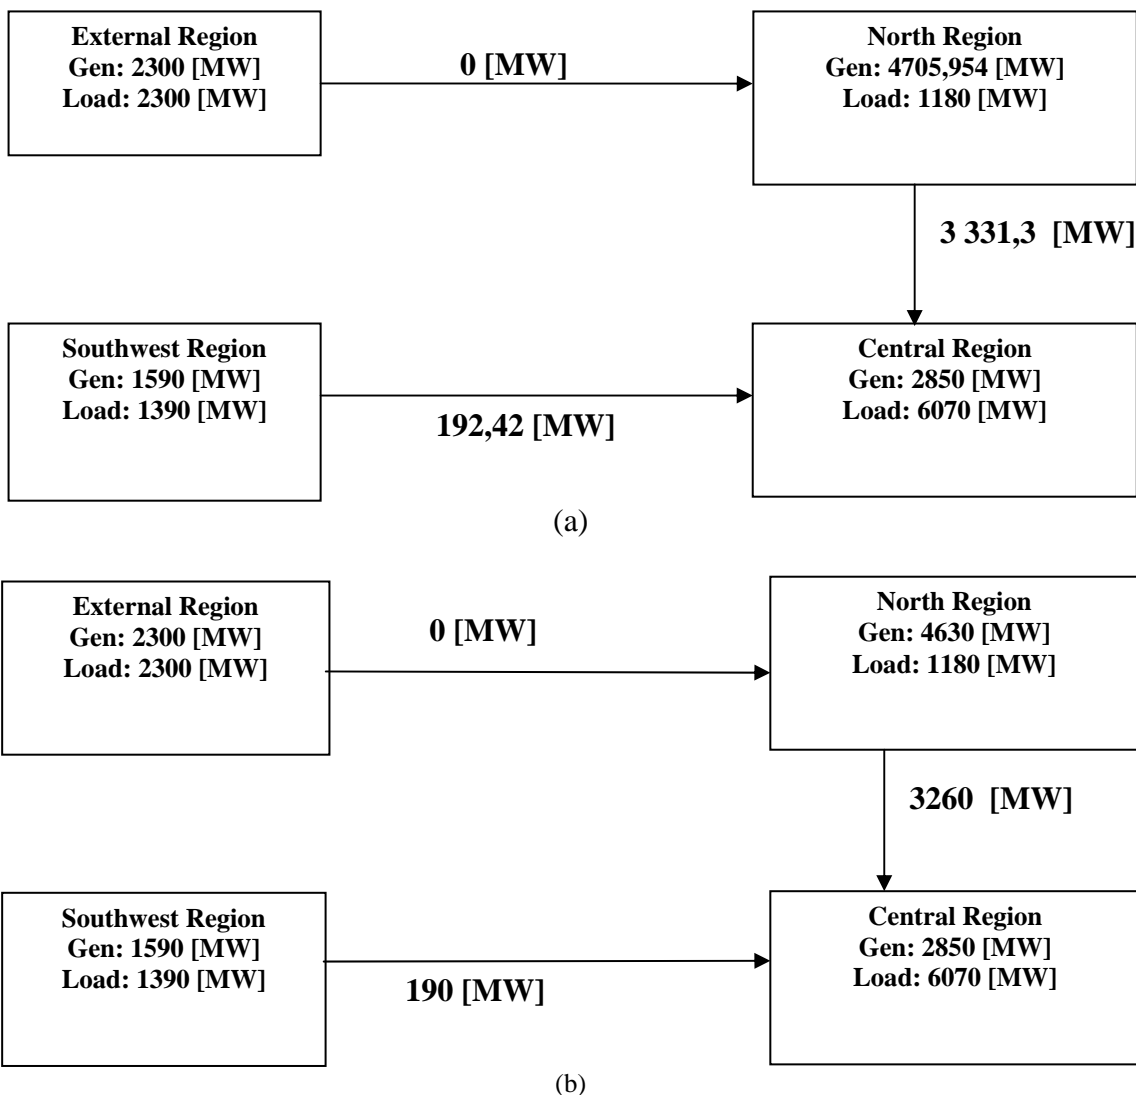 External Region
Gen: 2300 [MW]
Load: 2300 [MW]
0 [MW]
North Region
Gen: 4705,954 [MW]
Load: 1180 [MW]
3 331,3 [MW]
Southwest Region
Gen: 1590 [MW]
Load: 1390 [MW]
192,42 [MW]
Central Region
Gen: 2850 [MW]
Load: 6070 [MW]
(a)
External Region
Gen: 2300 [MW]
Load: 2300 [MW]
0 [MW]
North Region
Gen: 4630 [MW]
Load: 1180 [MW]
3260 [MW]
Southwest Region
Gen: 1590 [MW]
Load: 1390 [MW]
190 [MW]
Central Region
Gen: 2850 [MW]
Load: 6070 [MW]
(b)